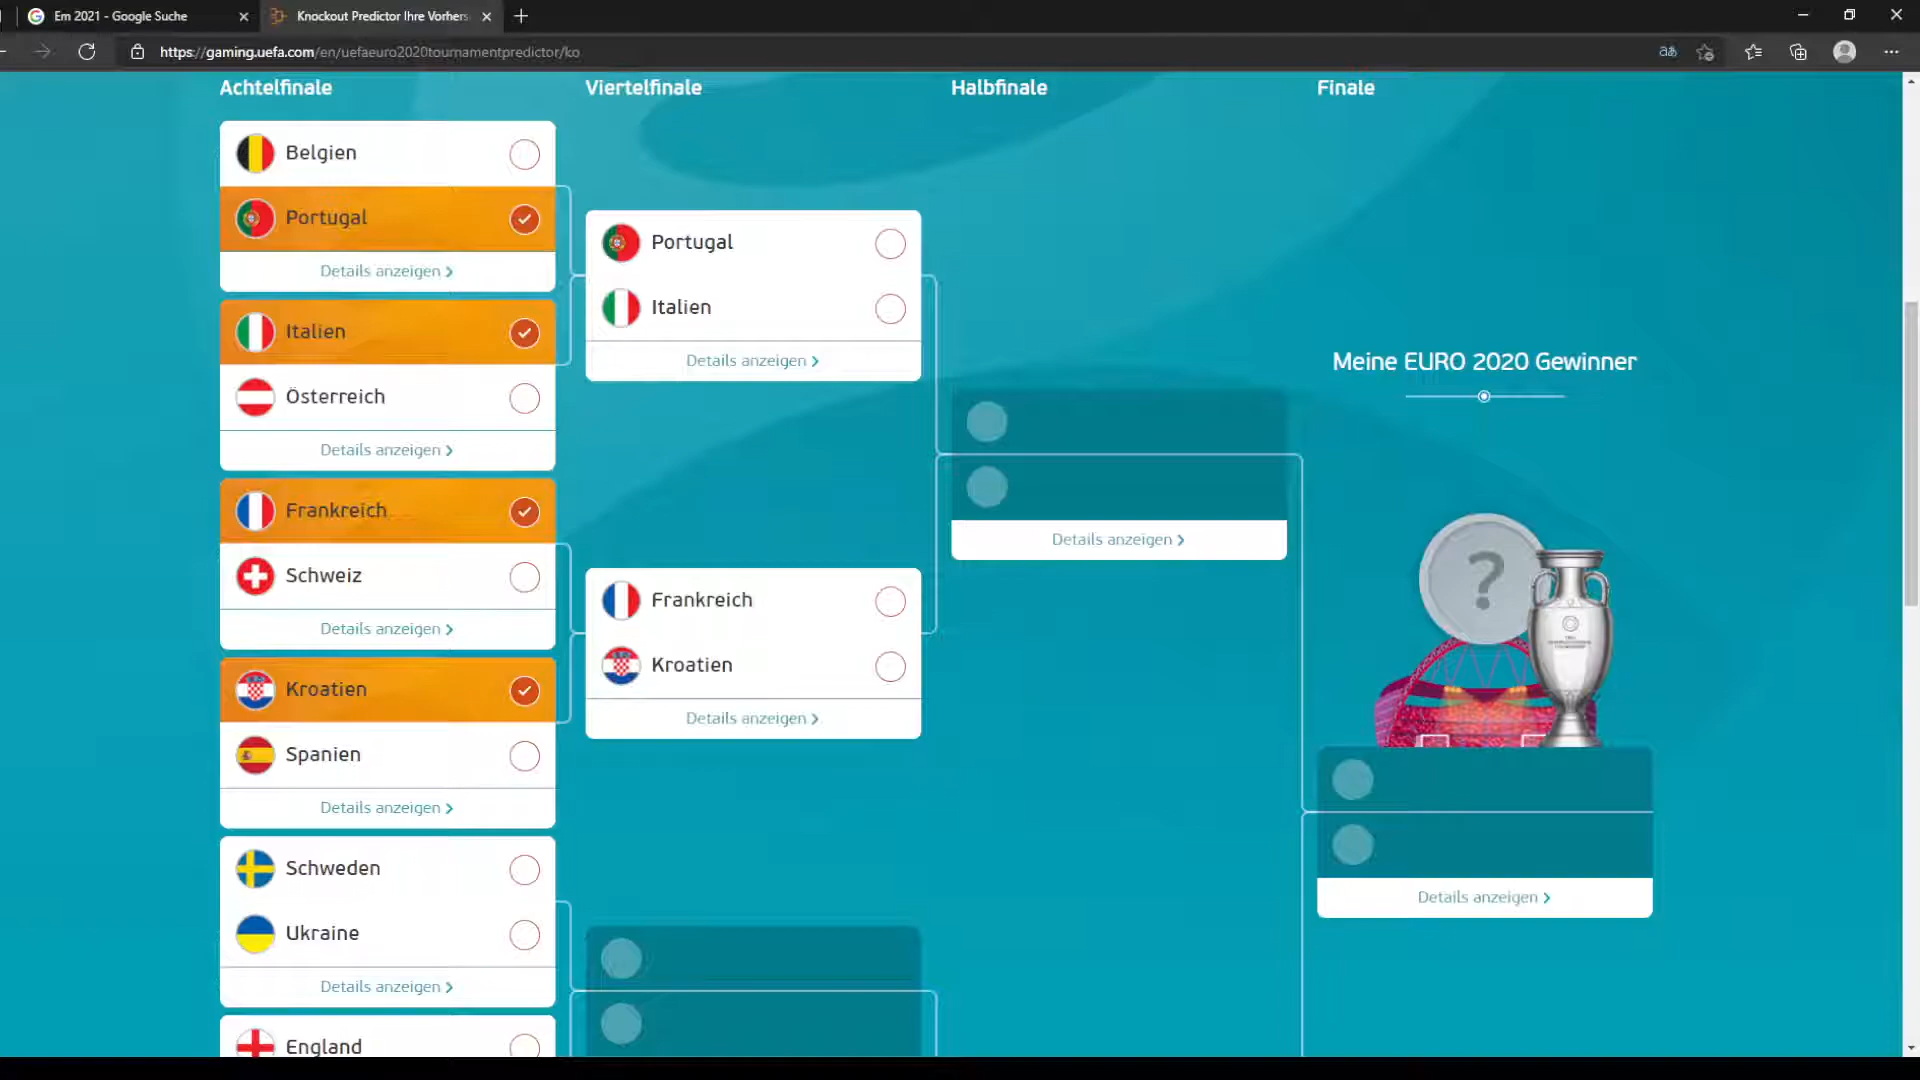 Em 2021 - Google Suche
Knockout Predictor Ihre Vorhers
https://gaming.uefa.com/en/uefaeuro2020tournamentpredictor/ko
Achtelfinale
Viertelfinale
Halbfinale
Finale
Belgien
Portugal
Details anzeigen
Italien
Österreich
Details anzeigen
Frankreich
Schweiz
Details anzeigen
Kroatien
Spanien
Details anzeigen
Schweden
Ukraine
Details anzeigen
England
Portugal
Italien
Details anzeigen
Frankreich
Kroatien
Details anzeigen
Details anzeigen
Meine EURO 2020 Gewinner
?
Details anzeigen